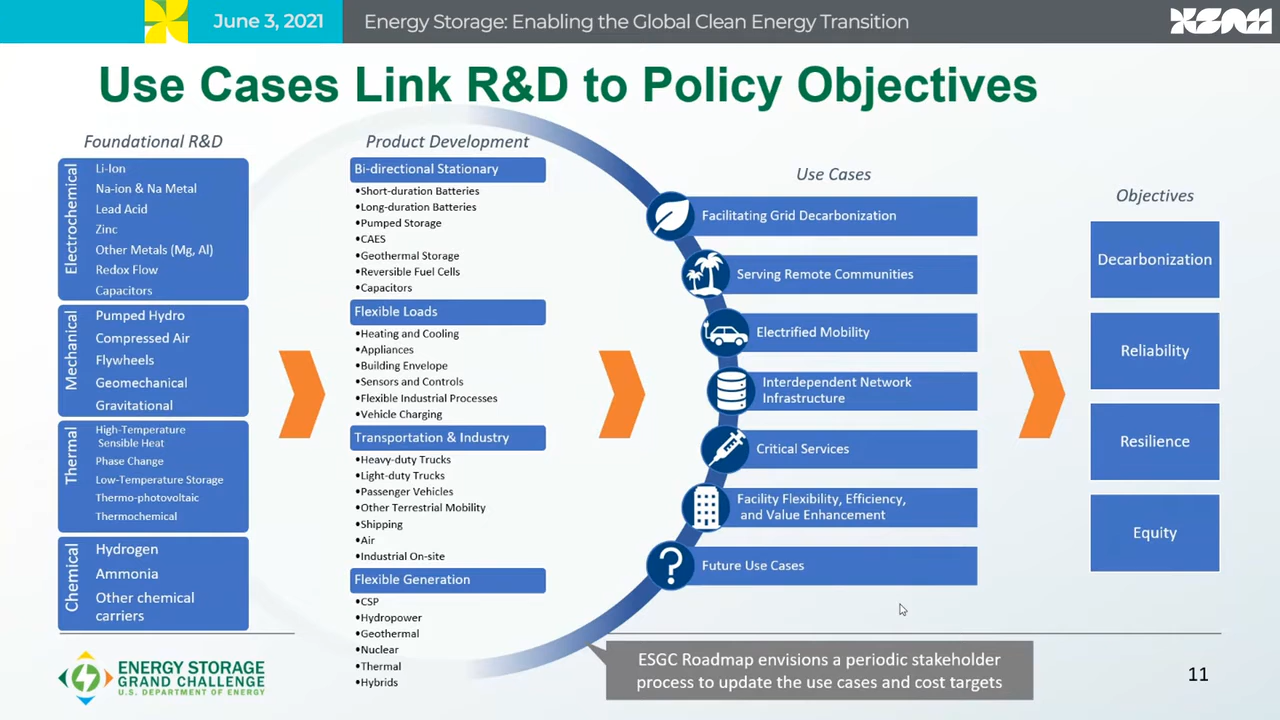 June 3, 2021
Energy Storage: Enabling the Global Clean Energy Transition
Use Cases Link R&D to Policy Objectives
Foundational R&D
Electrochemical
Li-Ion
Na-ion & Na Metal
Lead Acid
Zinc
Other Metals (Mg, Al)
Redox Flow
Capacitors
Mechanical
Pumped Hydro
Compressed Air
Flywheels
Geomechanical
Gravitational
Thermal
High-Temperature
Sensible Heat
Phase Change
Low-Temperature Storage
Thermo-photovoltaic
Thermochemical
Chemical
Hydrogen
Ammonia
Other chemical
carriers
Product Development
Bi-directional Stationary
•Short-duration Batteries
•Long-duration Batteries
•Pumped Storage
•CAES
•Geothermal Storage
•Reversible Fuel Cells
•Capacitors
Flexible Loads
•Heating and Cooling
•Appliances
•Building Envelope
•Sensors and Controls
•Flexible Industrial Processes
•Vehicle Charging
Transportation & Industry
•Heavy-duty Trucks
•Light-duty Trucks
•Passenger Vehicles
•Other Terrestrial Mobility
•Shipping
•Air
•Industrial On-site
Flexible Generation
•CSP
•Hydropower
•Geothermal
•Nuclear
•Thermal
•Hybrids
Use Cases
Facilitating Grid Decarbonization
Serving Remote Communities
Electrified Mobility
Interdependent Network
Infrastructure
Critical Services
Facility Flexibility, Efficiency,
and Value Enhancement
?
Future Use Cases
Objectives
Decarbonization
Reliability
Resilience
Equity
ESGC Roadmap envisions a periodic stakeholder
process to update the use cases and cost targets
ENERGY STORAGE
GRAND CHALLENGE
U.S. DEPARTMENT OF ENERGY
11